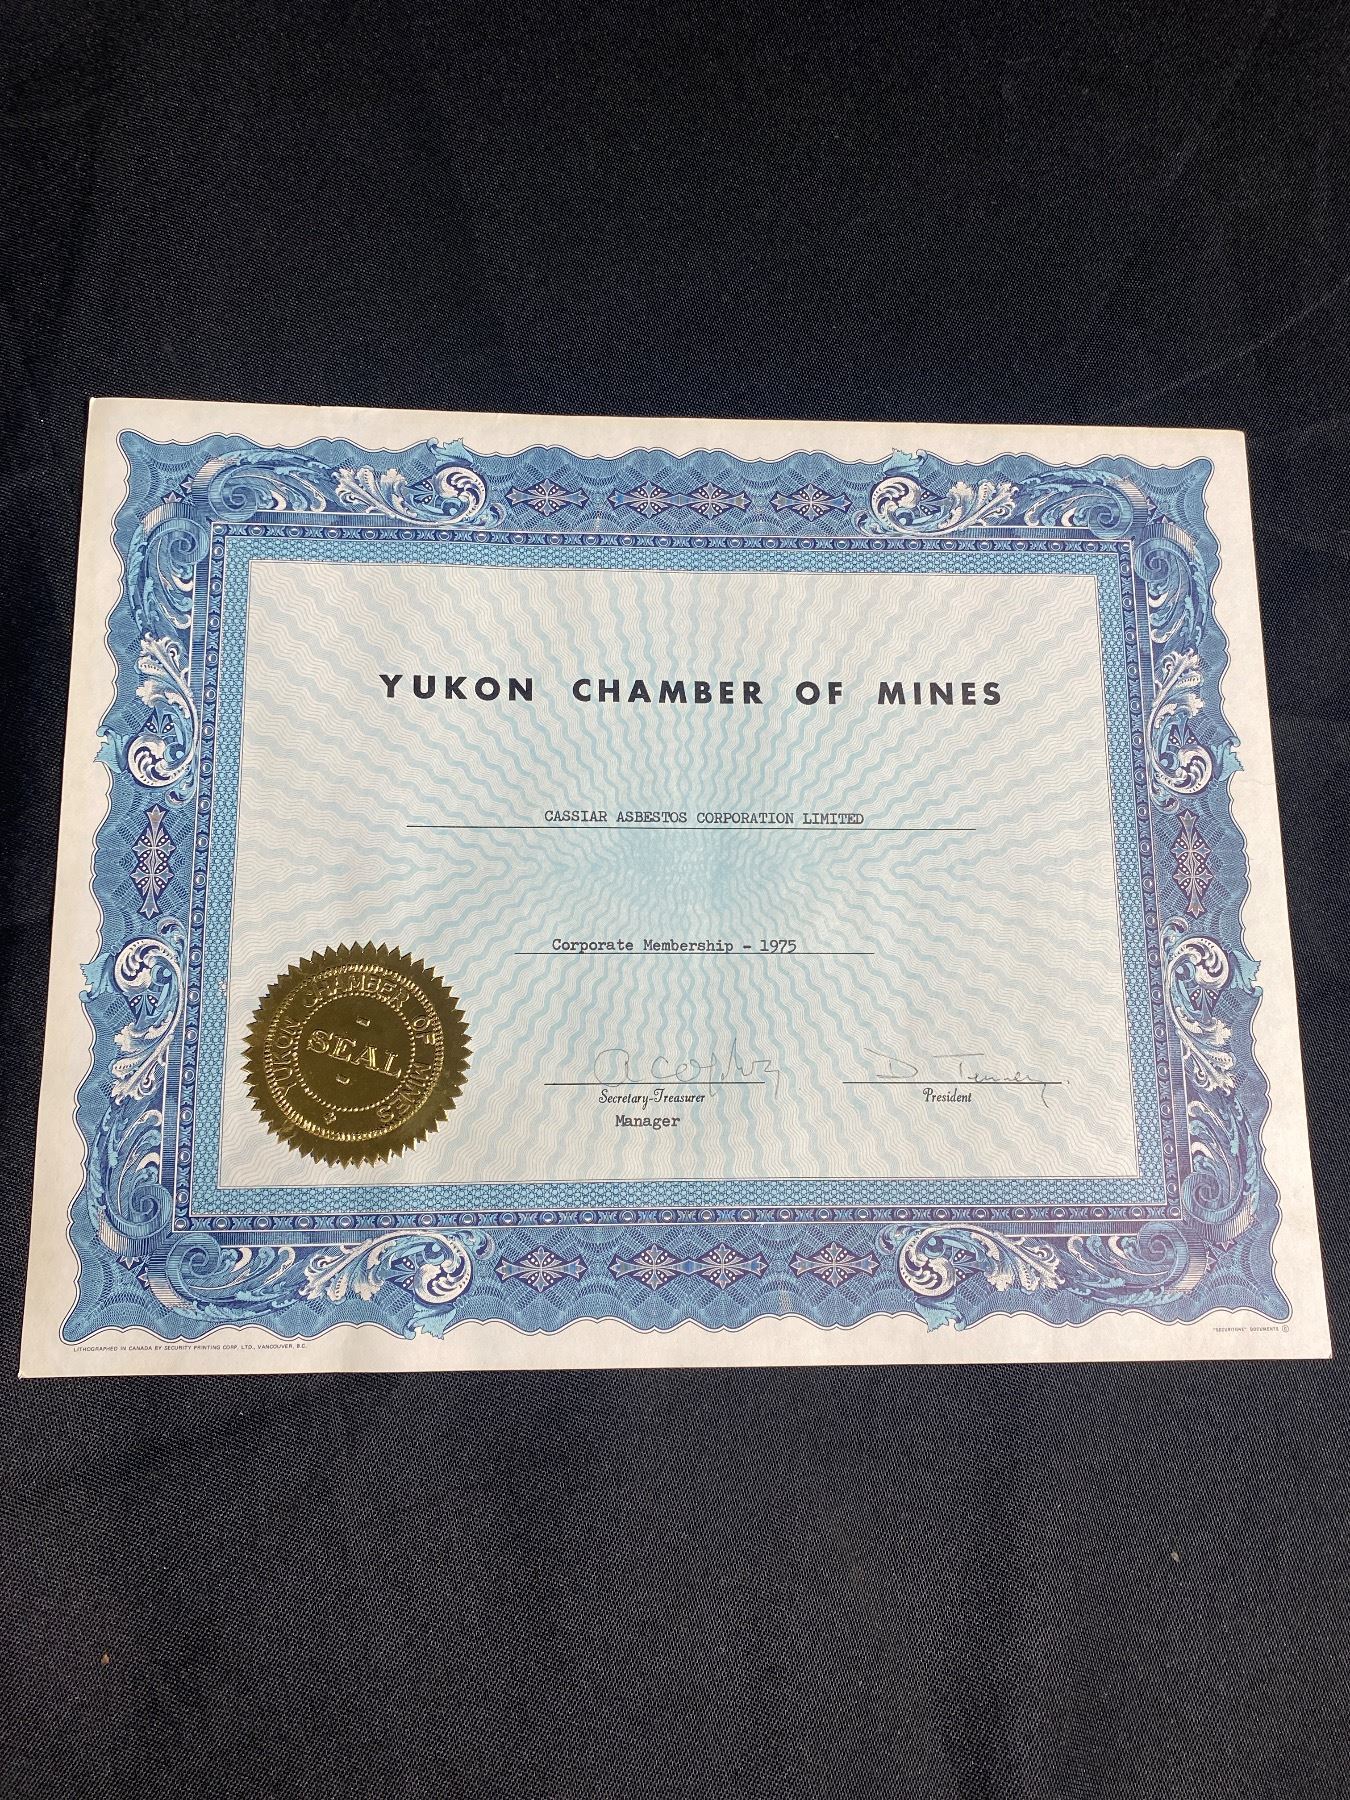 YUKON CHAMBER OF MINES
CASSIAR ASBESTOS CORPORATION LIMITED
Corporate Membership - 1975
YUKON CHAMBER OF MINES
- SEAL -
Secretary-Treasurer
Manager
President
LITHOGRAPHED IN CANADA BY SECURITY PRINTING CORP. LTD., VANCOUVER, B.C.